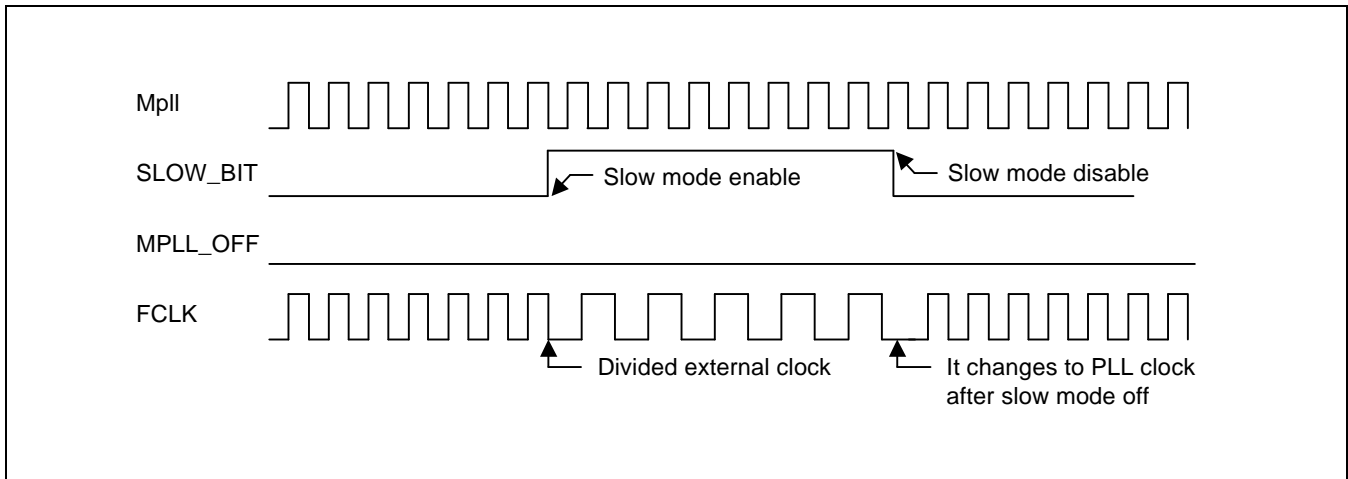 Mpll
SLOW_BIT
Slow mode enable
Slow mode disable
MPLL_OFF
FCLK
Divided external clock
It changes to PLL clock
after slow mode off